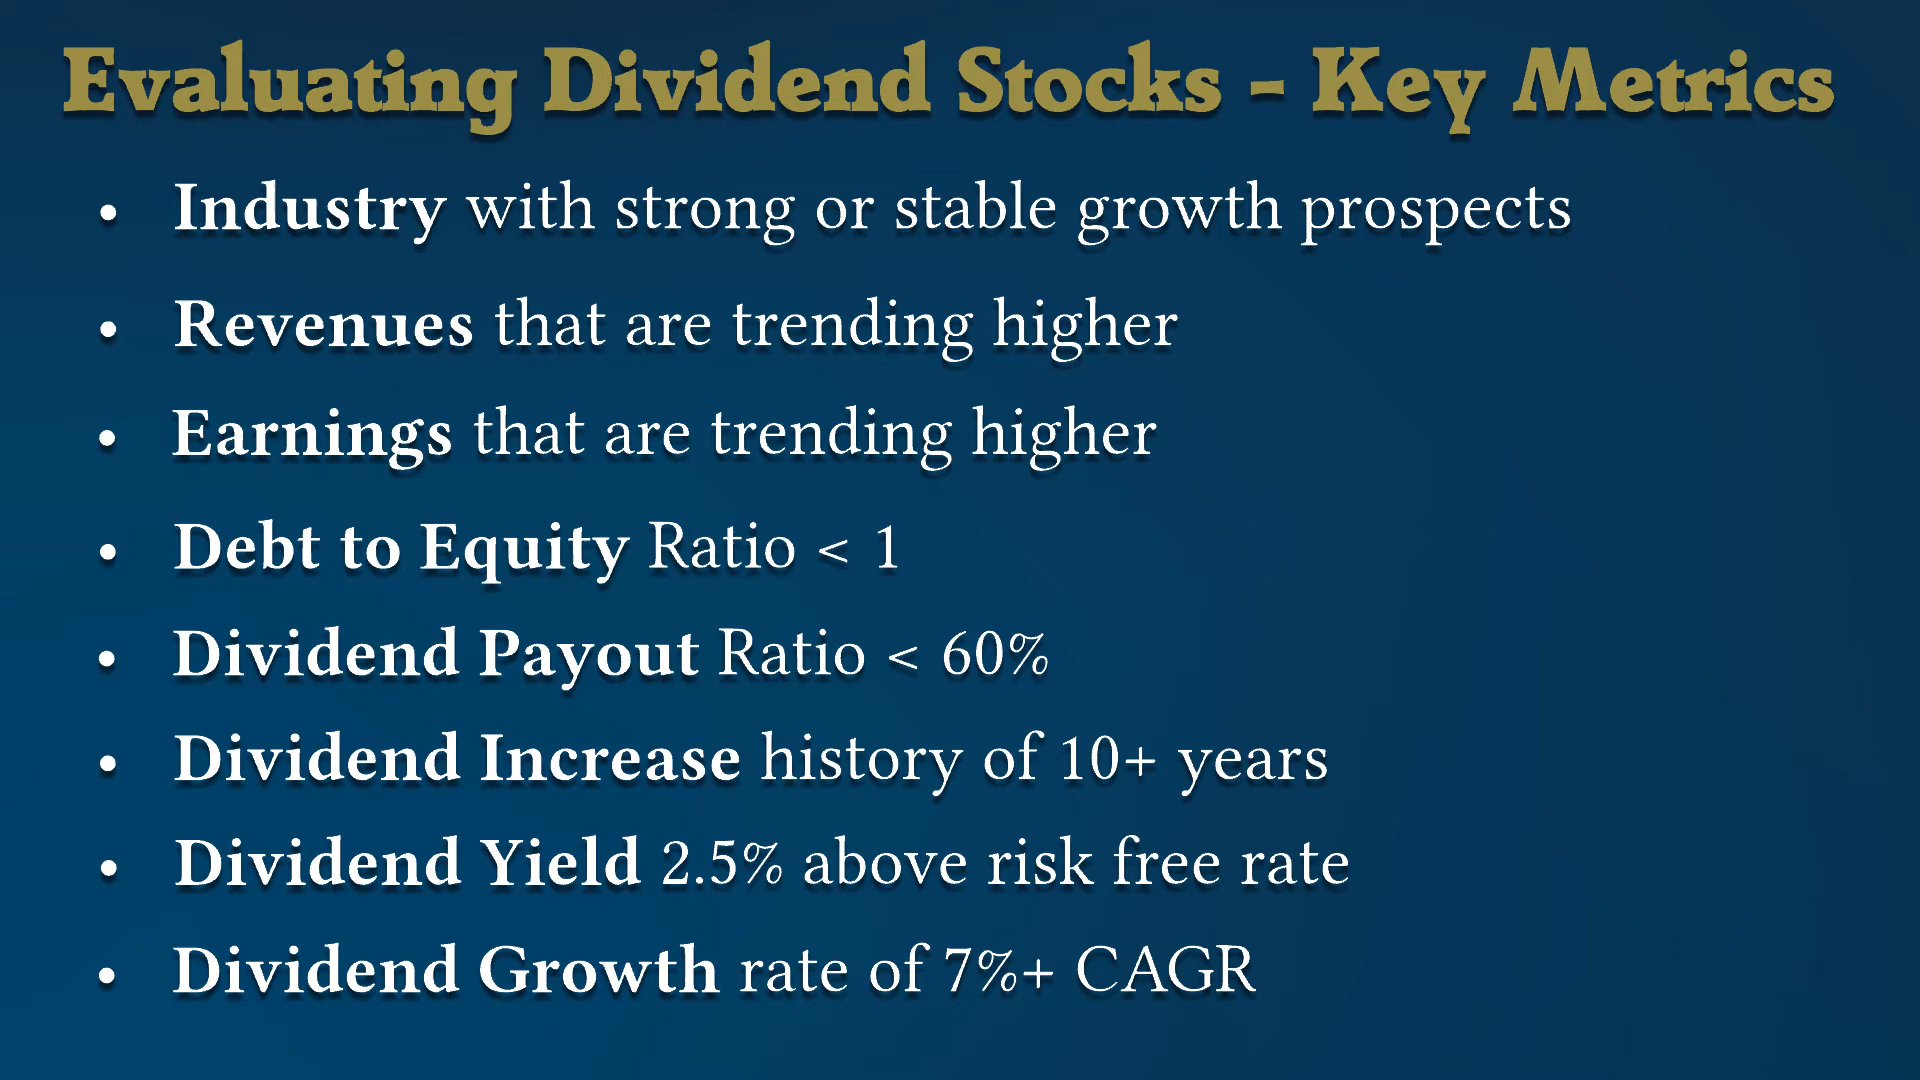 Evaluating Dividend Stocks - Key Metrics
• Industry with strong or stable growth prospects
• Revenues that are trending higher
• Earnings that are trending higher
• Debt to Equity Ratio < 1
• Dividend Payout Ratio < 60%
• Dividend Increase history of 10+ years
• Dividend Yield 2.5% above risk free rate
• Dividend Growth rate of 7%+ CAGR